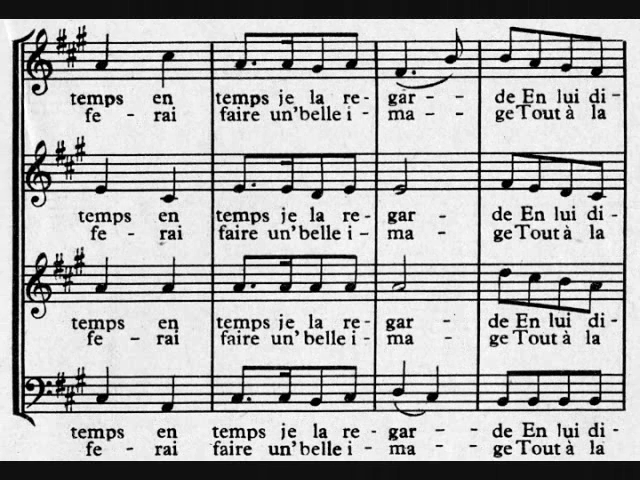 temps en temps je la re - gar - - de En lui di -
fe - rai faire un'belle i - ma - - ge Tout à la
temps en temps je la re - gar - de En lui di -
fe - rai faire un'belle i - ma - ge Tout à la
temps en temps je la re - gar - de En lui di -
fe - rai faire un'belle i - ma - ge Tout à la
temps en temps je la re - gar - - de En lui di -
fe - rai faire un'belle i - ma - - ge Tout à la